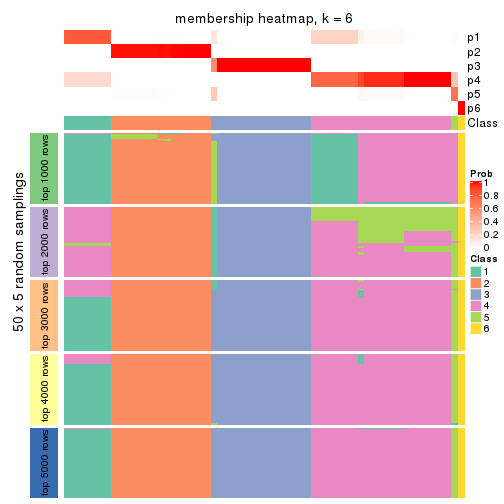 membership heatmap, k = 6
p1
p2
p3
p4
p5
p6
Class
50 x 5 random samplings
top 1000 rows
top 2000 rows
top 3000 rows
top 4000 rows
top 5000 rows
Prob
1
0.8
0.6
0.4
0.2
0
Class
1
2
3
4
5
6